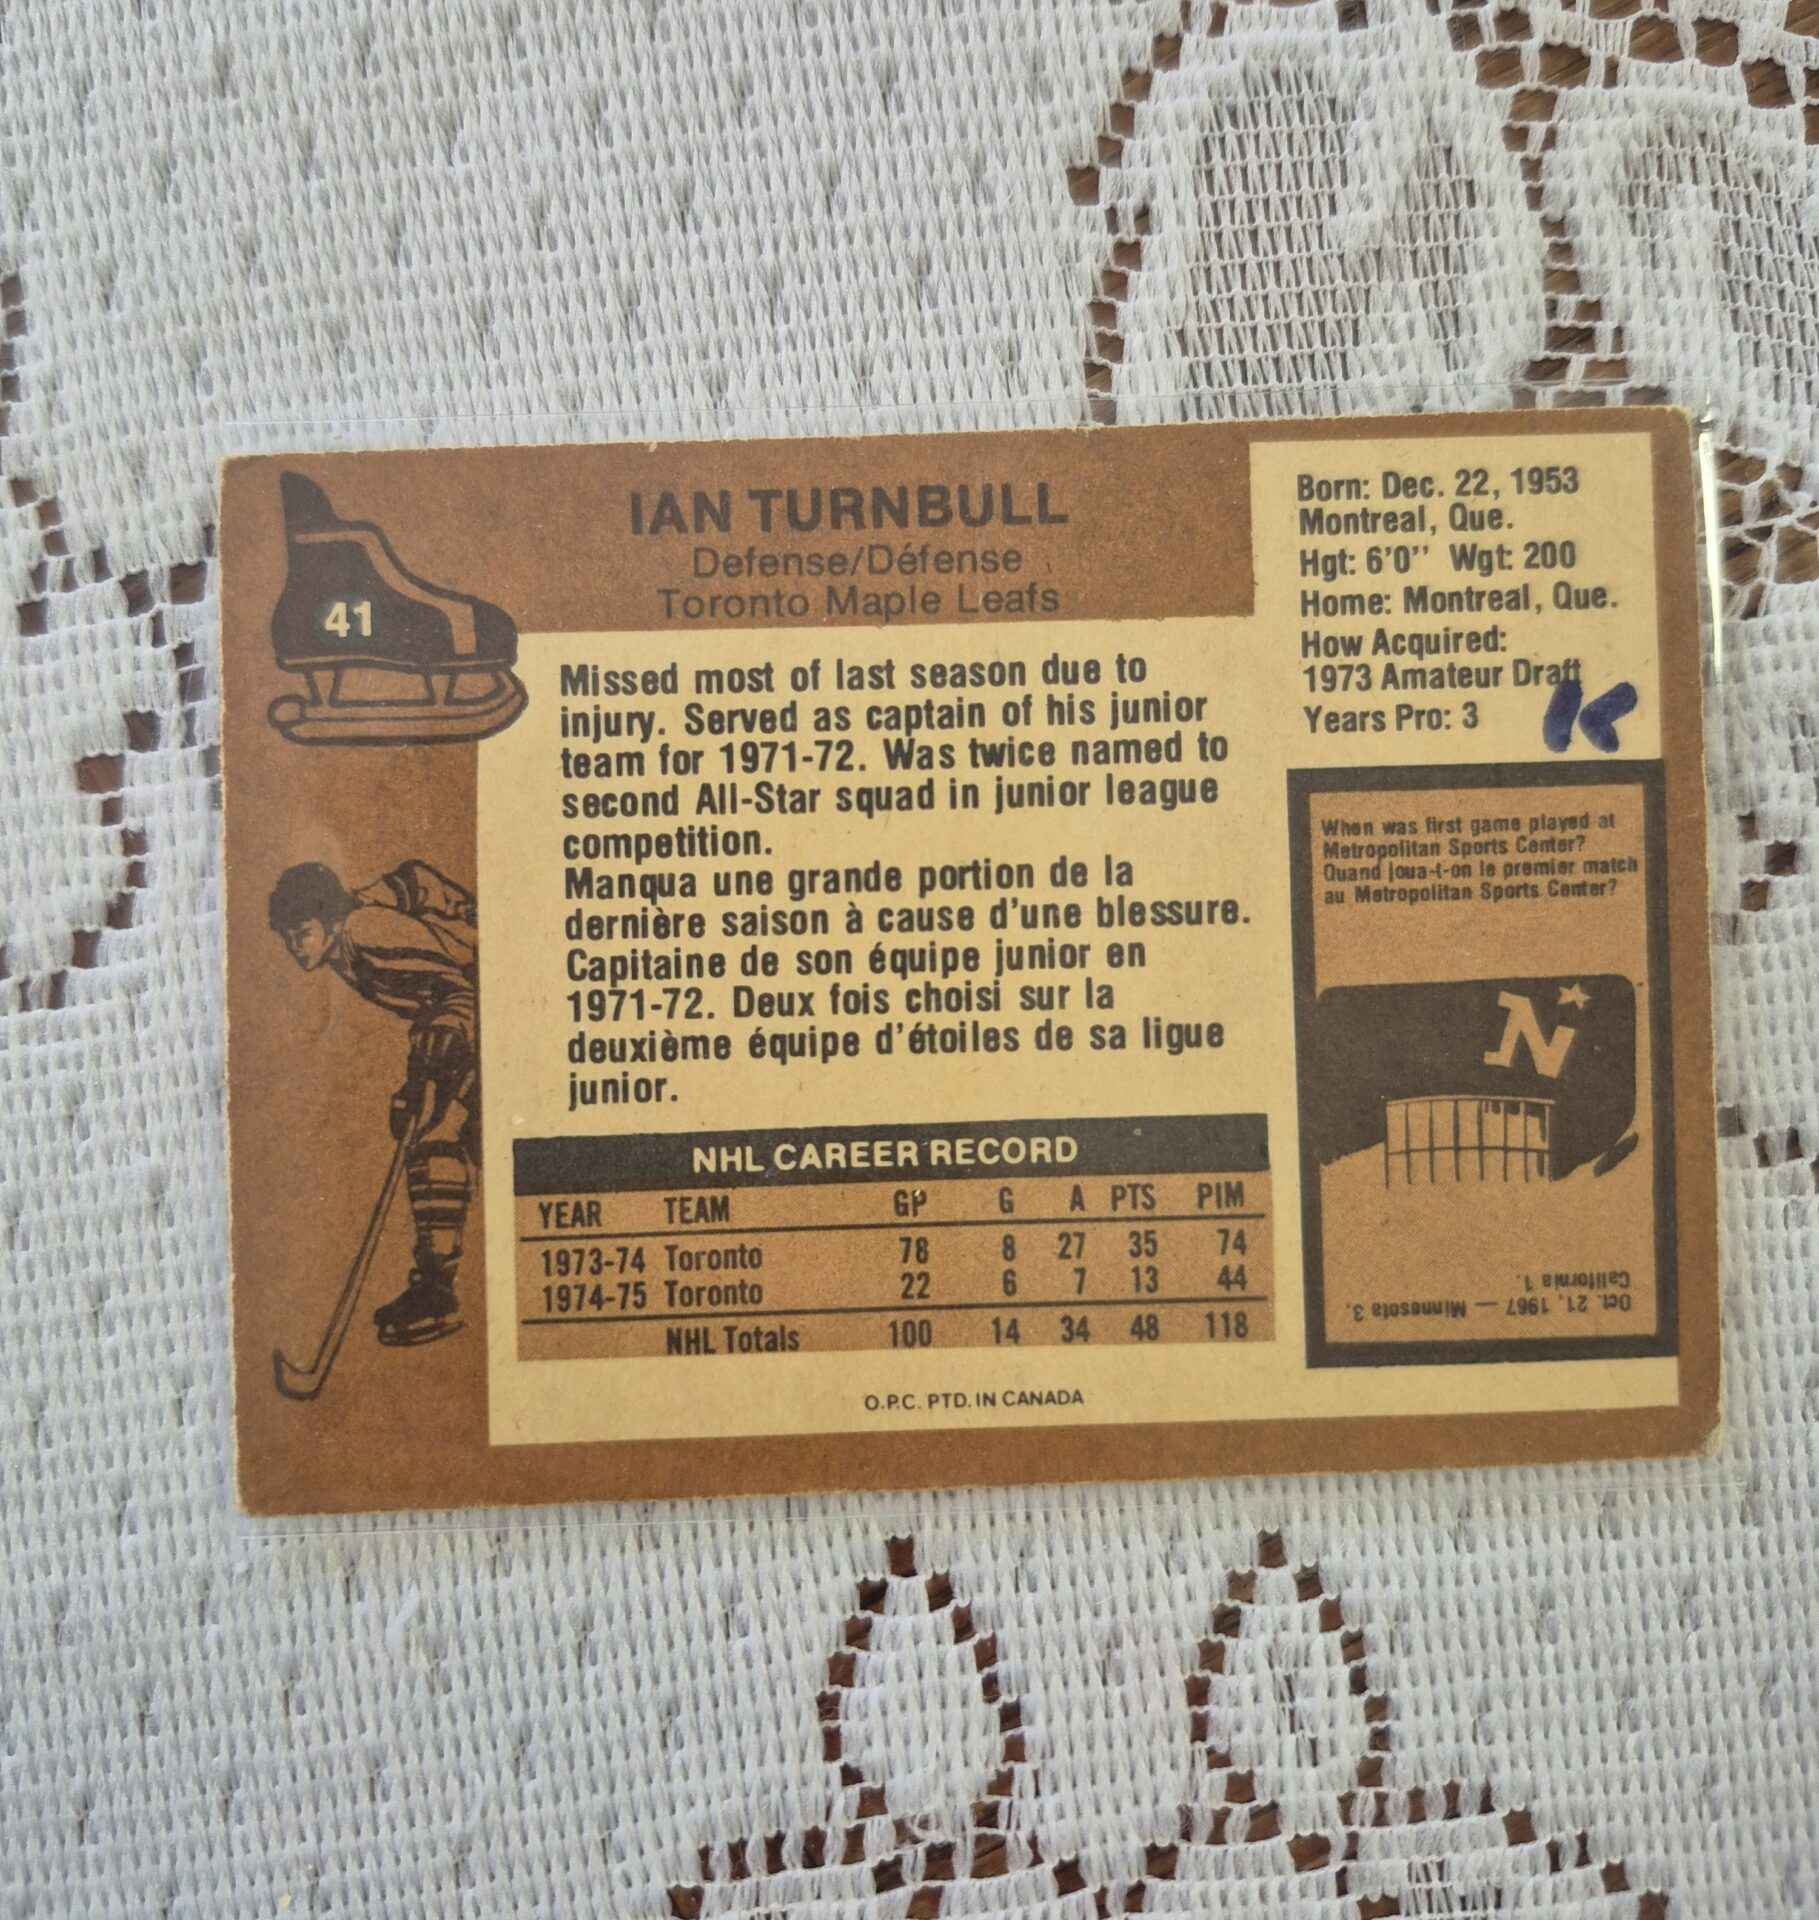 41
IAN TURNBULL
Defense/Défense
Toronto Maple Leafs
Missed most of last season due to
injury. Served as captain of his junior
team for 1971-72. Was twice named to
second All-Star squad in junior league
competition.
Manqua une grande portion de la
dernière saison à cause d'une blessure.
Capitaine de son équipe junior en
1971-72. Deux fois choisi sur la
deuxième équipe d'étoiles de sa ligue
junior.
NHL CAREER RECORD
YEAR TEAM GP G A PTS PIM
1973-74 Toronto 78 8 27 35 74
1974-75 Toronto 22 6 7 13 44
NHL Totals 100 14 34 48 118
O.P.C. PTD. IN CANADA
Born: Dec. 22, 1953
Montreal, Que.
Hgt: 6'0" Wgt: 200
Home: Montreal, Que.
How Acquired:
1973 Amateur Draft
Years Pro: 3
K
When was first game played at
Metropolitan Sports Center?
Quand joua-t-on le premier match
au Metropolitan Sports Center?
N
Oct. 21, 1967 — Minnesota 3,
California 1.